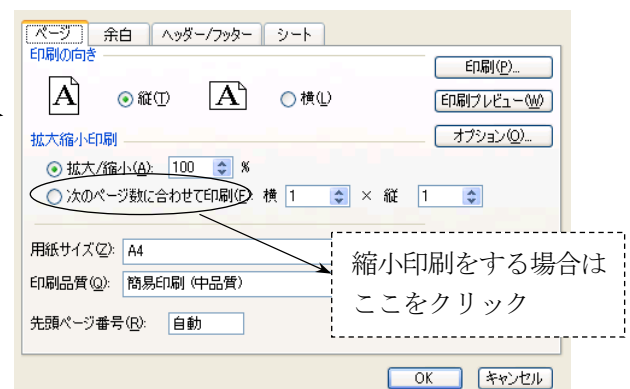 ページ 余白 ヘッダー/フッター シート
印刷の向き
印刷(P)...
A 縦(T) A 横(L)
印刷プレビュー(W)
拡大縮小印刷
オプション(O)...
拡大/縮小(A): 100 %
次のページ数に合わせて印刷(F): 横 1 × 縦 1
用紙サイズ(Z): A4
縮小印刷をする場合は
印刷品質(Q): 簡易印刷 (中品質)
ここをクリック
先頭ページ番号(R): 自動
OK キャンセル